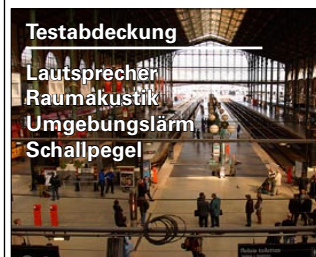 Testabdeckung
Lautsprecher
Raumakustik
Umgebungslärm
Schallpegel